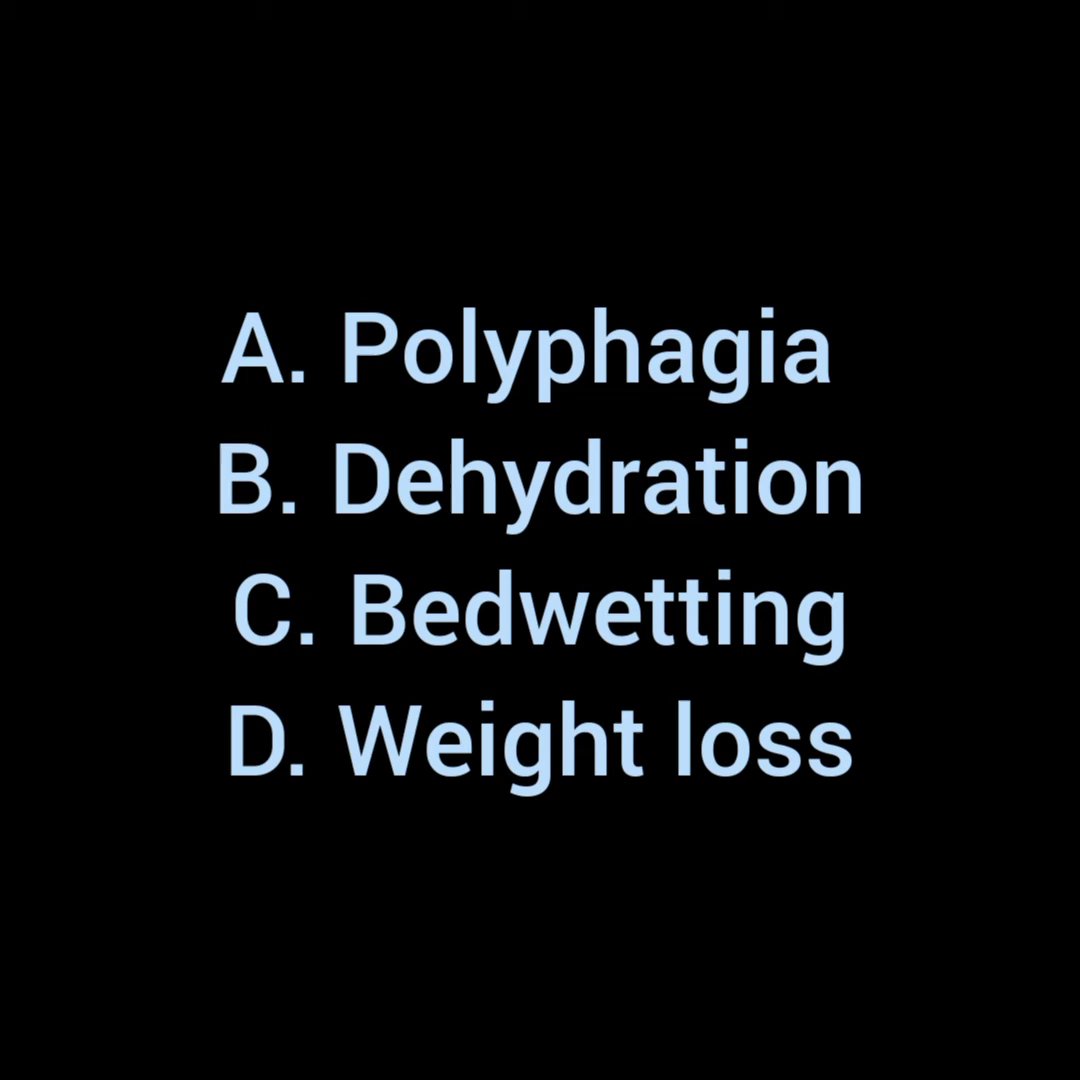 A. Polyphagia
B. Dehydration
C. Bedwetting
D. Weight loss